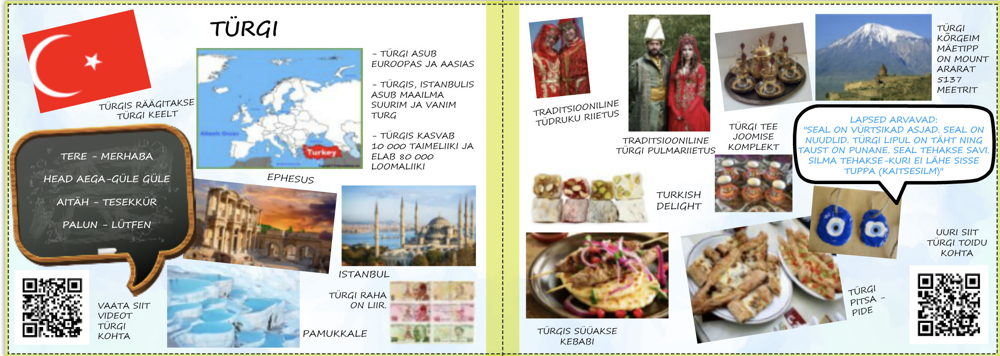 TÜRGI
TÜRGIS RÄÄGITAKSE
TÜRGI KEELT
TERE - MERHABA
HEAD AEGA-GÜLE GÜLE
AITÄH - TESEKKÜR
PALUN - LÜTFEN
VAATA SIIT
VIDEOT
TÜRGI
KOHTA
Atlantic Ocean
Turkey
- TÜRGI ASUB
EUROOPAS JA AASIAS
- TÜRGIS, ISTANBULIS
ASUB MAAILMA
SUURIM JA VANIM
TURG
- TÜRGIS KASVAB
10 000 TAIMELIIKI JA
ELAB 80 000
LOOMALIIKI
EPHESUS
ISTANBUL
TÜRGI RAHA
ON LIIR.
PAMUKKALE
TRADITSIOONILINE
TÜDRUKU RIIETUS
TRADITSIOONILINE
TÜRGI PULMARIIETUS
TÜRGI TEE
JOOMISE
KOMPLEKT
TÜRGI
KÕRGEIM
MÄETIPP
ON MOUNT
ARARAT
5137
MEETRIT
LAPSED ARVAVAD:
"SEAL ON VÜRTSIKAD ASJAD. SEAL ON
NUUDLID. TÜRGI LIPUL ON TÄHT NING
TAUST ON PUNANE. SEAL TEHAKSE SAVI.
SILMA TEHAKSE-KURI EI LÄHE SISSE
TUPPA (KAITSESILM)"
TURKISH
DELIGHT
UURI SIIT
TÜRGI TOIDU
KOHTA
TÜRGIS SÜÜAKSE
KEBABI
TÜRGI
PITSA -
PIDE